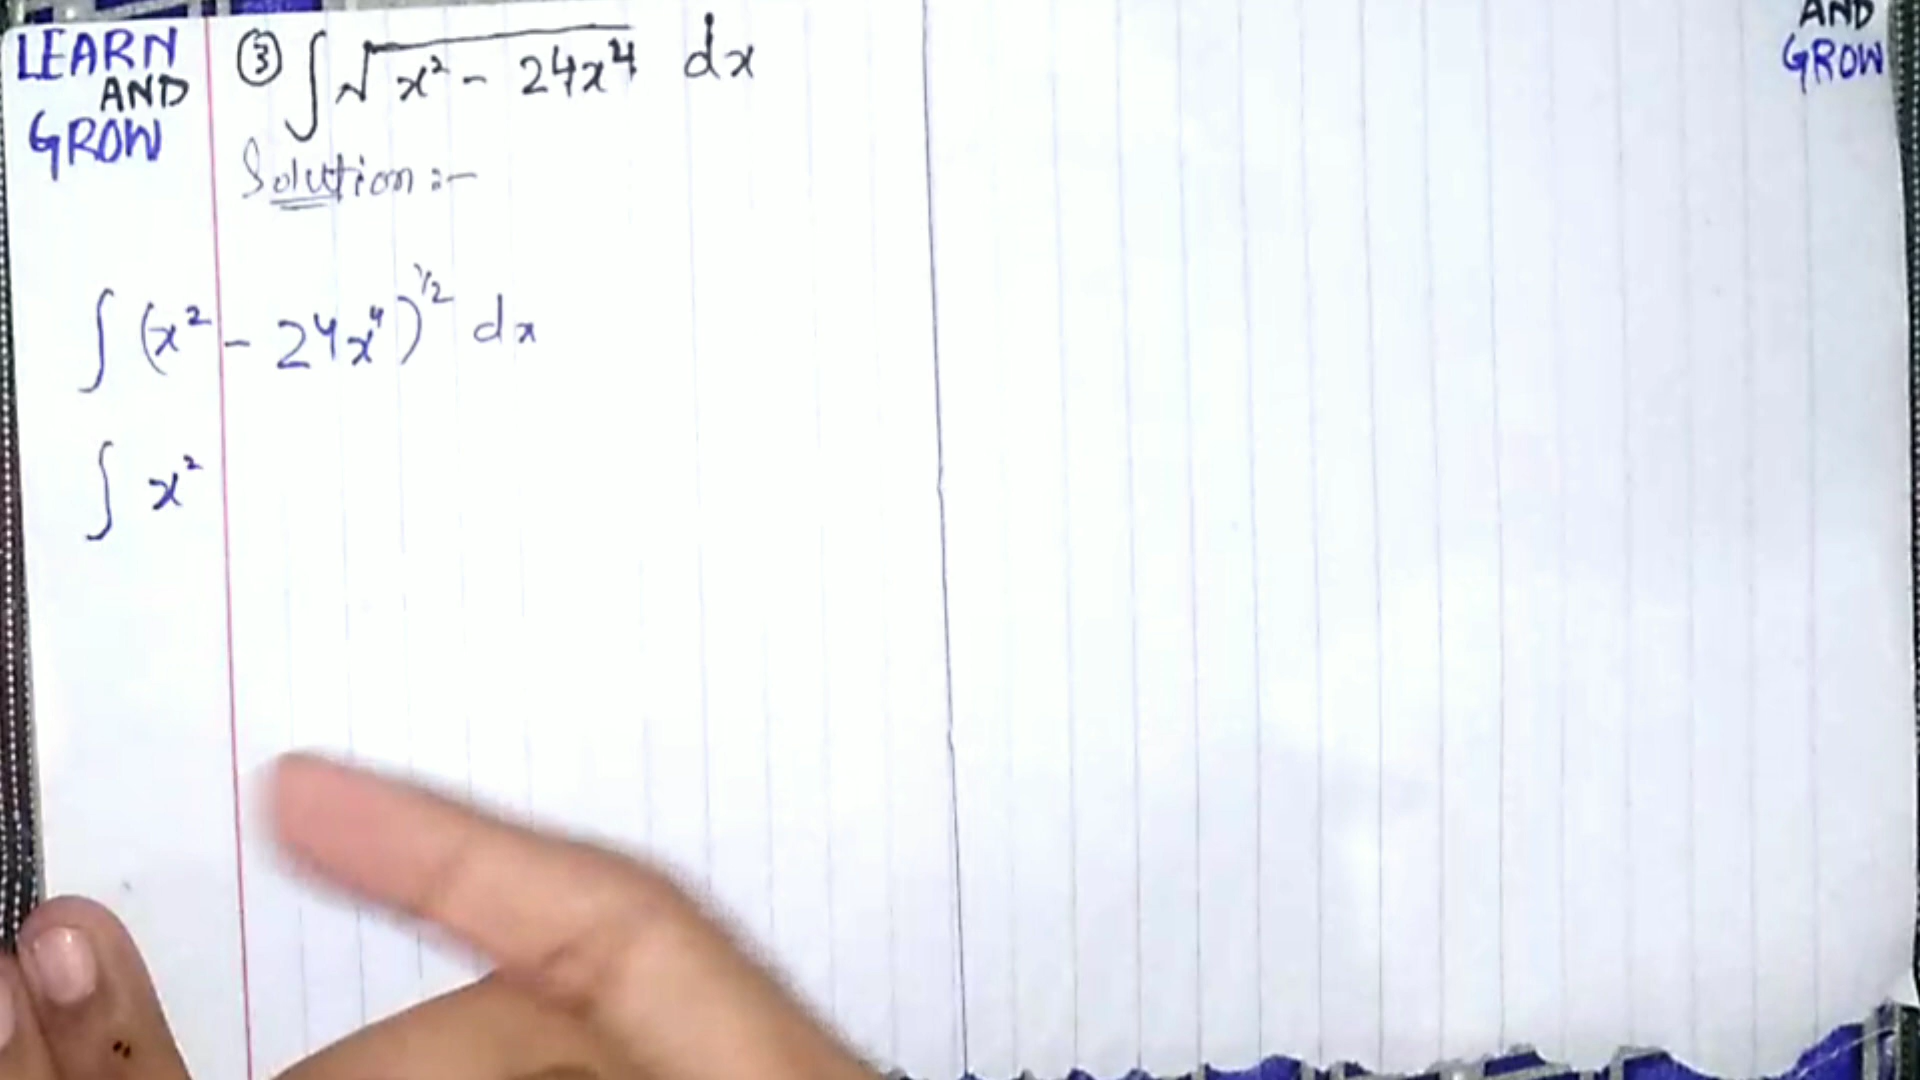 LEARN
AND
GROW
③ ∫ √x² - 24x⁴ dx
Solution :-
∫ (x² - 24x⁴)^1/2 dx
∫ x²
AND
GROW